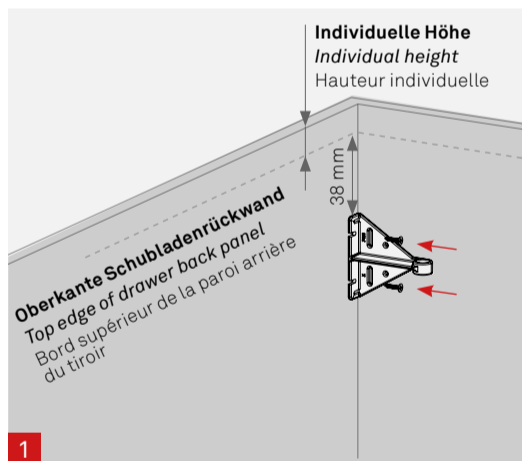 Individuelle Höhe
Individual height
Hauteur individuelle
38 mm
Oberkante Schubladenrückwand
Top edge of drawer back panel
Bord supérieur de la paroi arrière
du tiroir
1